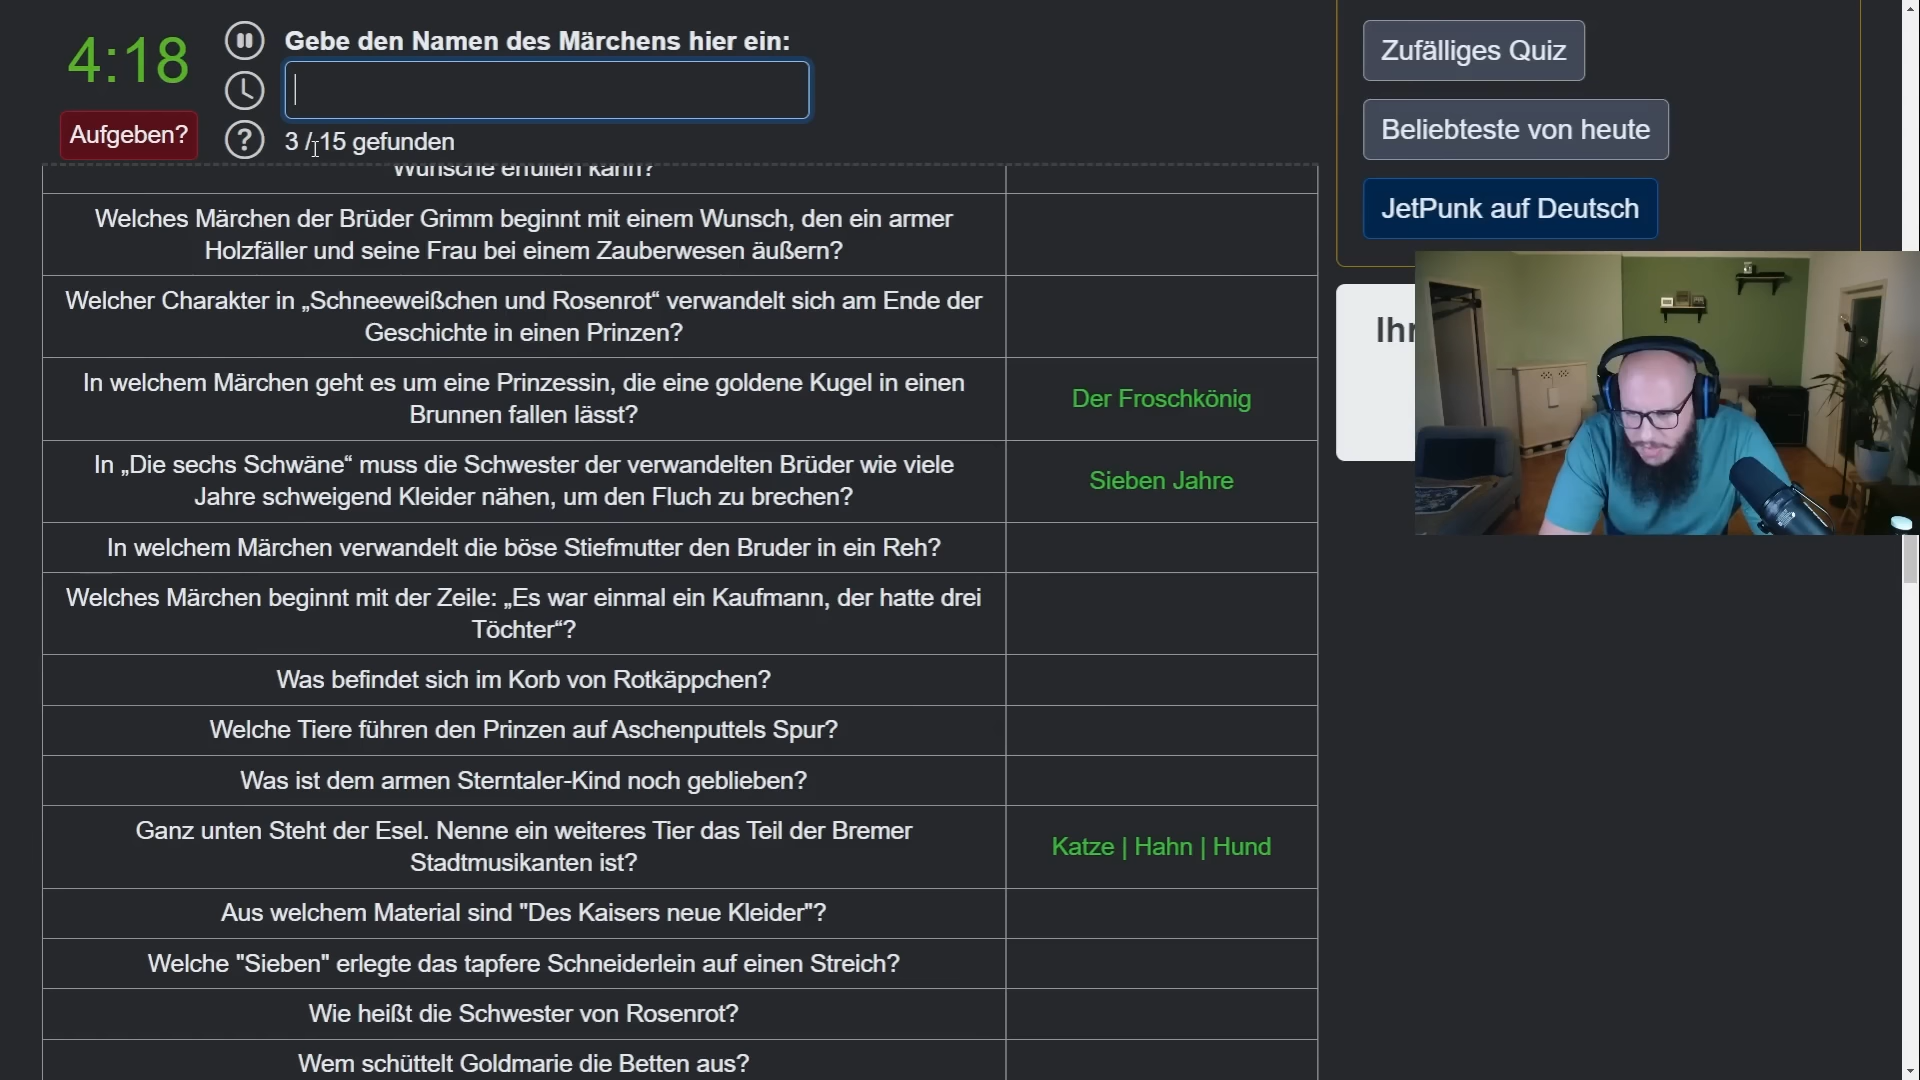 4:18
Gebe den Namen des Märchens hier ein:
Aufgeben?
?
3 / 15 gefunden
Wünsche erfüllen kann?
Welches Märchen der Brüder Grimm beginnt mit einem Wunsch, den ein armer
Holzfäller und seine Frau bei einem Zauberwesen äußern?
Welcher Charakter in „Schneeweißchen und Rosenrot“ verwandelt sich am Ende der
Geschichte in einen Prinzen?
In welchem Märchen geht es um eine Prinzessin, die eine goldene Kugel in einen
Brunnen fallen lässt?
Der Froschkönig
In „Die sechs Schwäne“ muss die Schwester der verwandelten Brüder wie viele
Jahre schweigend Kleider nähen, um den Fluch zu brechen?
Sieben Jahre
In welchem Märchen verwandelt die böse Stiefmutter den Bruder in ein Reh?
Welches Märchen beginnt mit der Zeile: „Es war einmal ein Kaufmann, der hatte drei
Töchter“?
Was befindet sich im Korb von Rotkäppchen?
Welche Tiere führen den Prinzen auf Aschenputtels Spur?
Was ist dem armen Sterntaler-Kind noch geblieben?
Ganz unten Steht der Esel. Nenne ein weiteres Tier das Teil der Bremer
Stadtmusikanten ist?
Katze | Hahn | Hund
Aus welchem Material sind "Des Kaisers neue Kleider"?
Welche "Sieben" erlegte das tapfere Schneiderlein auf einen Streich?
Wie heißt die Schwester von Rosenrot?
Wem schüttelt Goldmarie die Betten aus?
Zufälliges Quiz
Beliebteste von heute
JetPunk auf Deutsch
Ihr